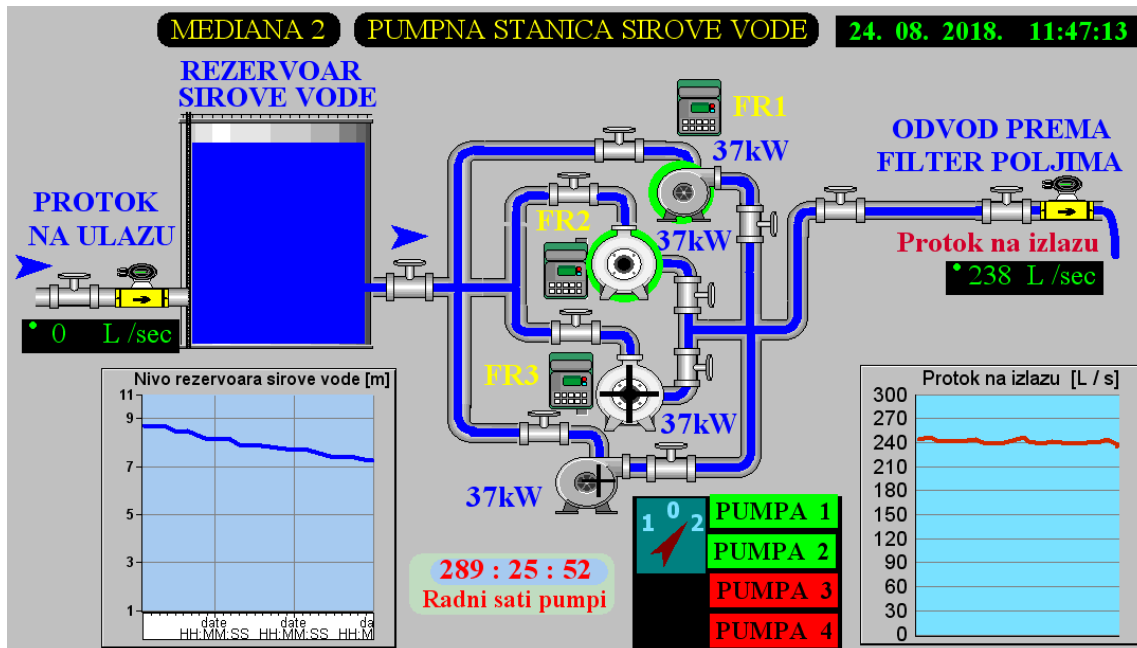 MEDIANA 2
PUMPNA STANICA SIROVE VODE
24. 08. 2018. 11:47:13
REZERVOAR
SIROVE VODE
FR1
37kW
ODVOD PREMA
FILTER POLJIMA
PROTOK
NA ULAZU
FR2
37kW
Protok na izlazu
238 L /sec
0 L /sec
FR3
37kW
37kW
Nivo rezervoara sirove vode [m]
11
9
7
5
3
1
date
HH:MM:SS
date
HH:MM:SS
da
HH:M
Protok na izlazu [L / s]
300
270
240
210
180
150
120
90
60
30
0
1 0 2
PUMPA 1
PUMPA 2
PUMPA 3
PUMPA 4
289 : 25 : 52
Radni sati pumpi